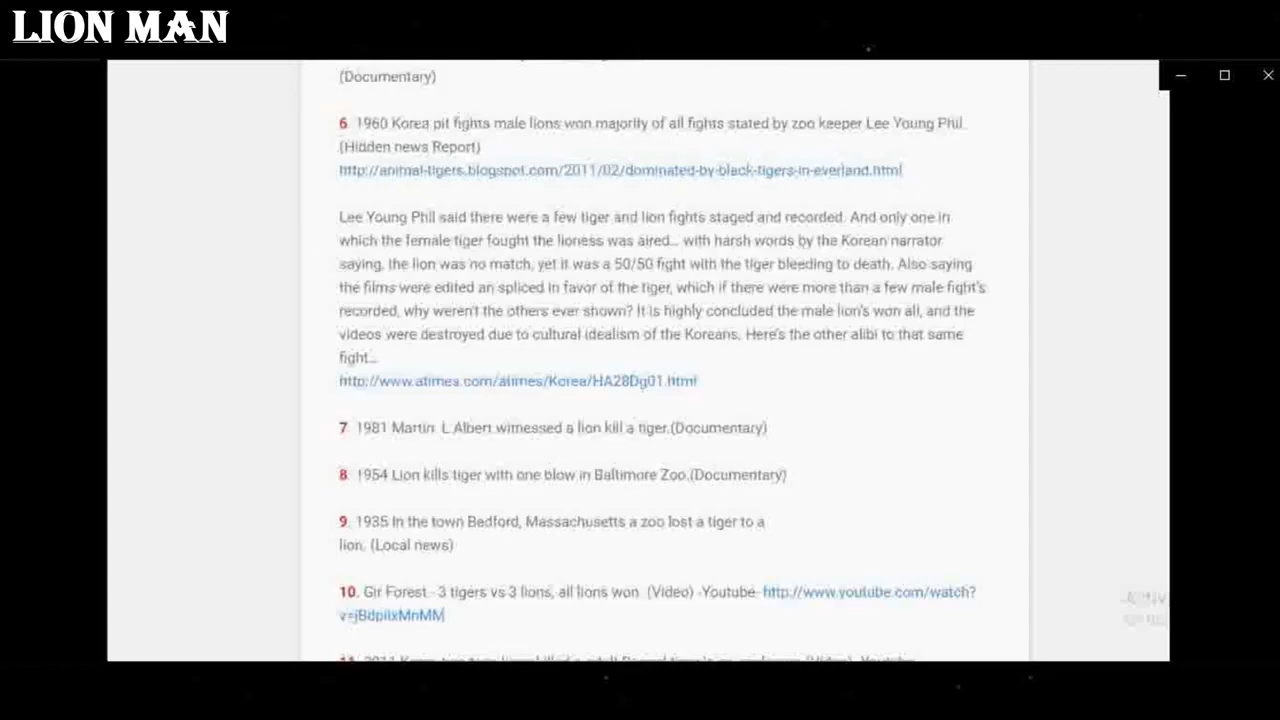 LION MAN
(Documentary)
6. 1960 Korea pit fights male lions won majority of all fights stated by zoo keeper Lee Young Phil.
(Hidden news Report)
http://animal-tigers.blogspot.com/2011/02/dominated-by-black-tigers-in-everland.html
Lee Young Phil said there were a few tiger and lion fights staged and recorded. And only one in
which the female tiger fought the lioness was aired... with harsh words by the Korean narrator
saying, the lion was no match, yet it was a 50/50 fight with the tiger bleeding to death. Also saying
the films were edited an spliced in favor of the tiger, which if there were more than a few male fight's
recorded, why weren't the others ever shown? It is highly concluded the male lion's won all, and the
videos were destroyed due to cultural idealism of the Koreans. Here's the other alibi to that same
fight...
http://www.atimes.com/atimes/Korea/HA28Dg01.html
7. 1981 Martin L Albert witnessed a lion kill a tiger.(Documentary)
8. 1954 Lion kills tiger with one blow in Baltimore Zoo.(Documentary)
9. 1935 In the town Bedford, Massachusetts a zoo lost a tiger to a
lion. (Local news)
10. Gir Forest - 3 tigers vs 3 lions, all lions won. (Video) -Youtube- http://www.youtube.com/watch?